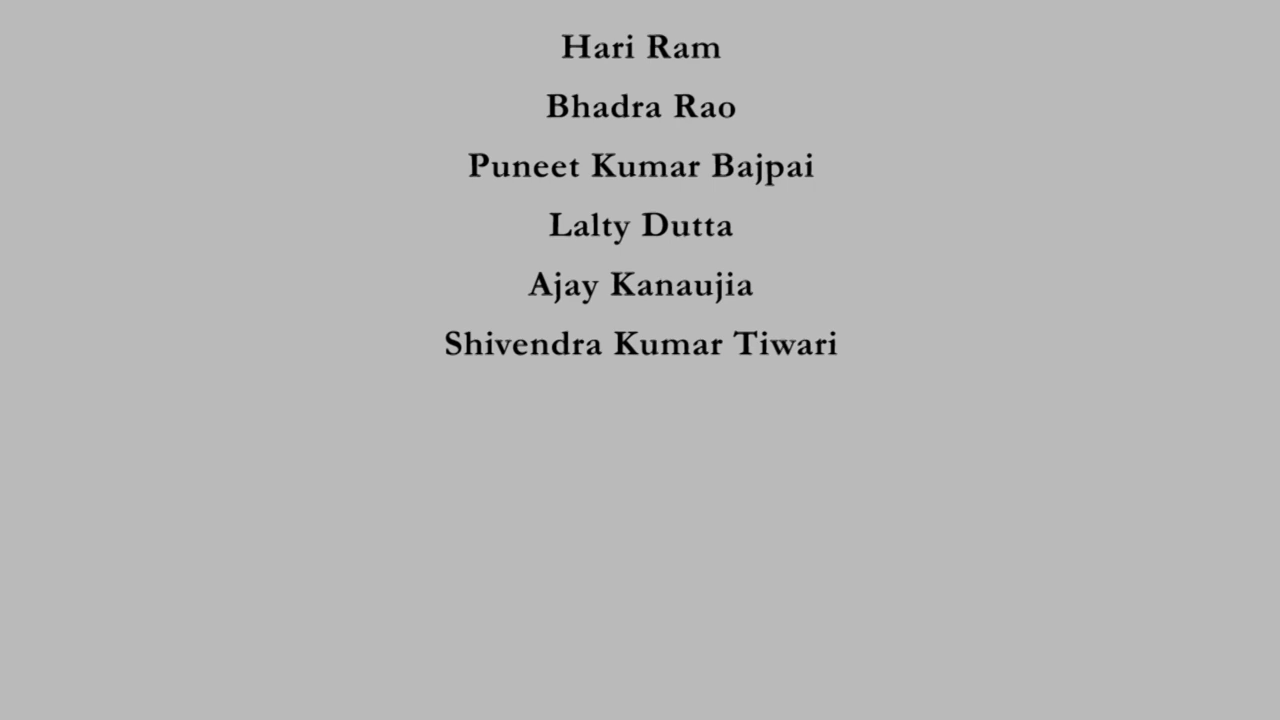 Hari Ram
Bhadra Rao
Puneet Kumar Bajpai
Lalty Dutta
Ajay Kanaujia
Shivendra Kumar Tiwari